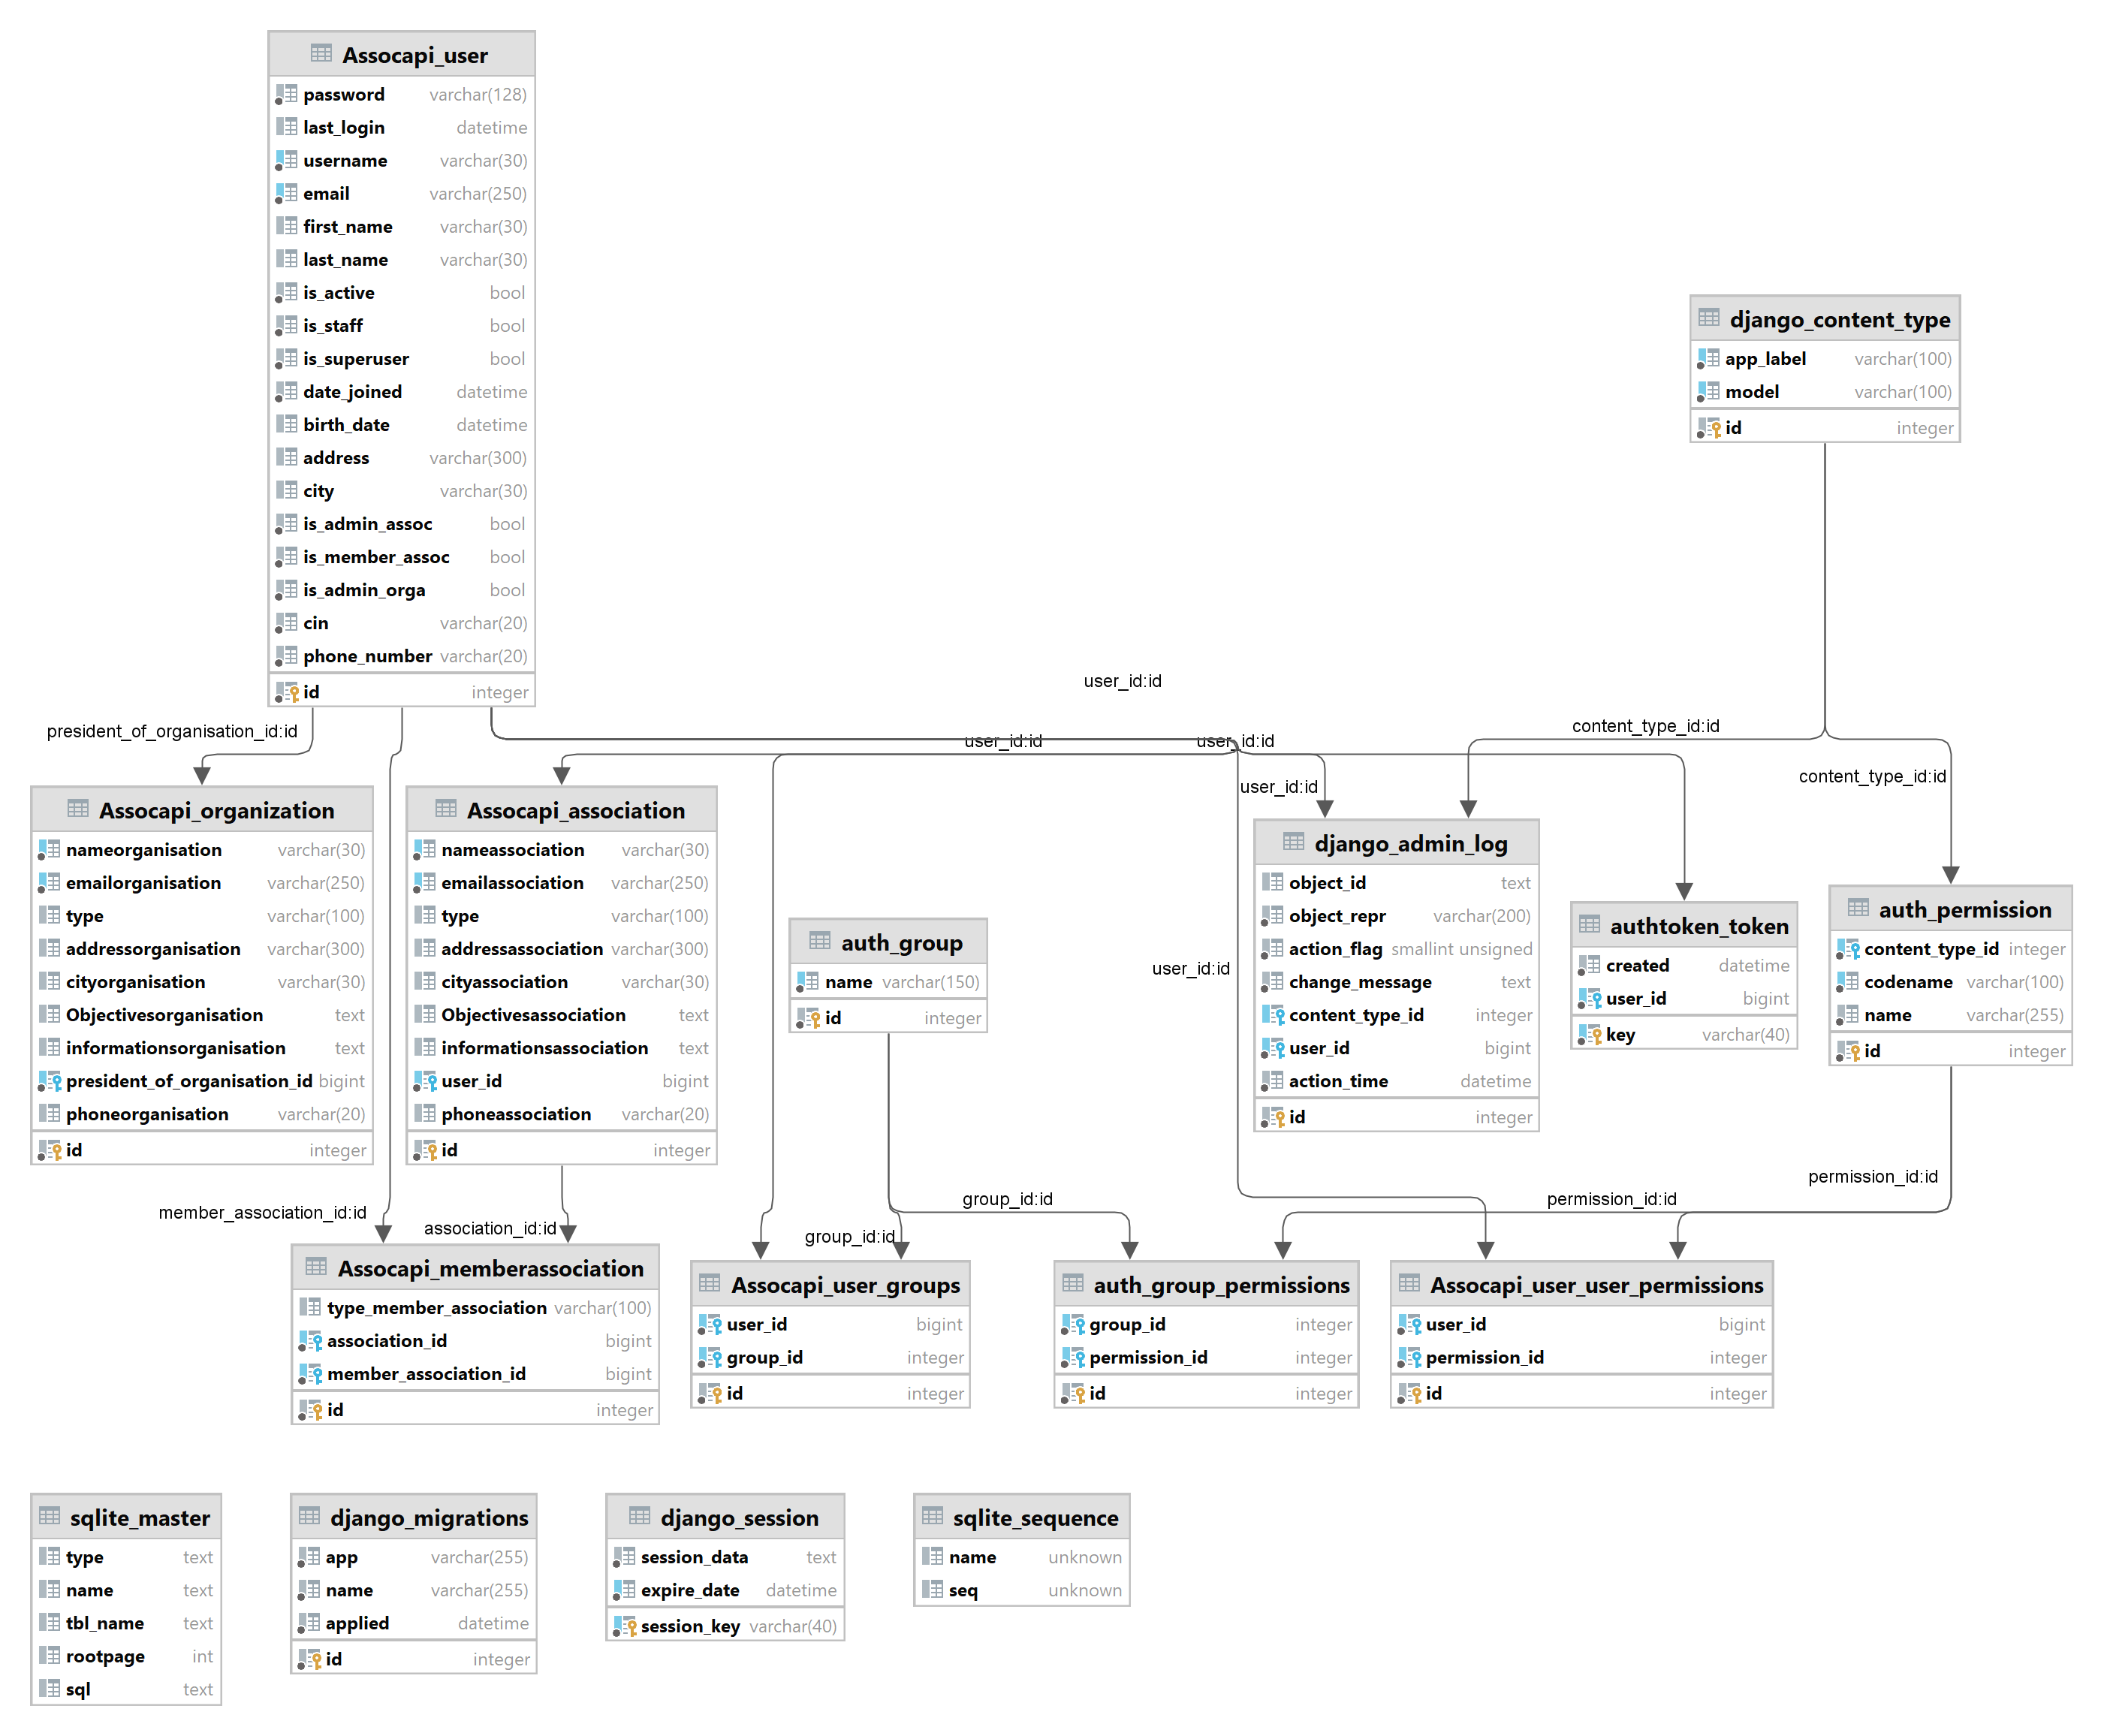 Assocapi_user
password varchar(128)
last_login datetime
username varchar(30)
email varchar(250)
first_name varchar(30)
last_name varchar(30)
is_active bool
is_staff bool
is_superuser bool
date_joined datetime
birth_date datetime
address varchar(300)
city varchar(30)
is_admin_assoc bool
is_member_assoc bool
is_admin_orga bool
cin varchar(20)
phone_number varchar(20)
id integer
django_content_type
app_label varchar(100)
model varchar(100)
id integer
user_id:id
president_of_organisation_id:id
user_id:id
user_id:id
content_type_id:id
user_id:id
content_type_id:id
Assocapi_organization
nameorganisation varchar(30)
emailorganisation varchar(250)
type varchar(100)
addressorganisation varchar(300)
cityorganisation varchar(30)
Objectivesorganisation text
informationsorganisation text
president_of_organisation_id bigint
phoneorganisation varchar(20)
id integer
Assocapi_association
nameassociation varchar(30)
emailassociation varchar(250)
type varchar(100)
addressassociation varchar(300)
cityassociation varchar(30)
Objectivesassociation text
informationsassociation text
user_id bigint
phoneassociation varchar(20)
id integer
auth_group
name varchar(150)
id integer
user_id:id
django_admin_log
object_id text
object_repr varchar(200)
action_flag smallint unsigned
change_message text
content_type_id integer
user_id bigint
action_time datetime
id integer
authtoken_token
created datetime
user_id bigint
key varchar(40)
auth_permission
content_type_id integer
codename varchar(100)
name varchar(255)
id integer
member_association_id:id
association_id:id
group_id:id
group_id:id
permission_id:id
permission_id:id
Assocapi_memberassociation
type_member_association varchar(100)
association_id bigint
member_association_id bigint
id integer
Assocapi_user_groups
user_id bigint
group_id integer
id integer
auth_group_permissions
group_id integer
permission_id integer
id integer
Assocapi_user_user_permissions
user_id bigint
permission_id integer
id integer
sqlite_master
type text
name text
tbl_name text
rootpage int
sql text
django_migrations
app varchar(255)
name varchar(255)
applied datetime
id integer
django_session
session_data text
expire_date datetime
session_key varchar(40)
sqlite_sequence
name unknown
seq unknown